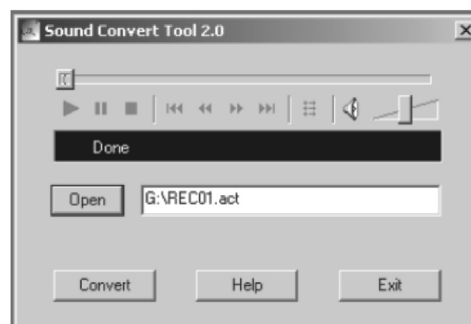 Sound Convert Tool 2.0
Done
Open G:\REC01.act
Convert Help Exit